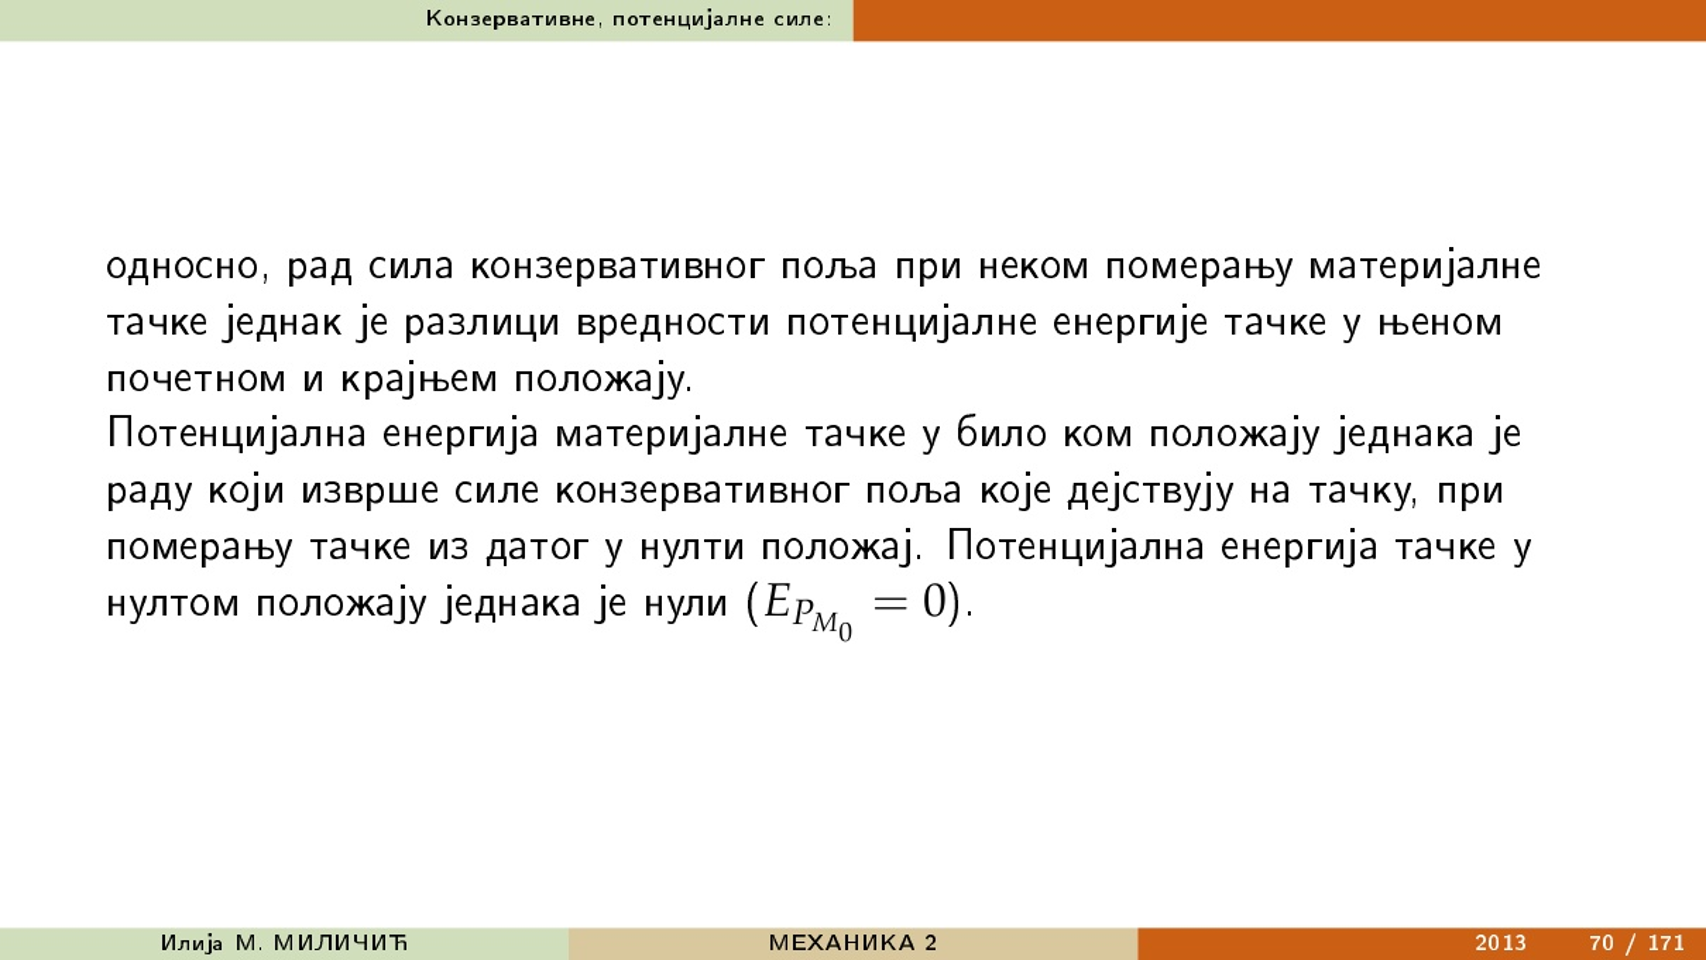 Конзервативне, потенцијалне силе:
односно, рад сила конзервативног поља при неком померању материјалне
тачке једнак је разлици вредности потенцијалне енергије тачке у њеном
почетном и крајњем положају.
Потенцијална енергија материјалне тачке у било ком положају једнака је
раду који изврше силе конзервативног поља које дејствују на тачку, при
померању тачке из датог у нулти положај. Потенцијална енергија тачке у
нултом положају једнака је нули ($E_{P_{M_0}} = 0$).
Илија М. МИЛИЧИЋ МЕХАНИКА 2 2013 70 / 171